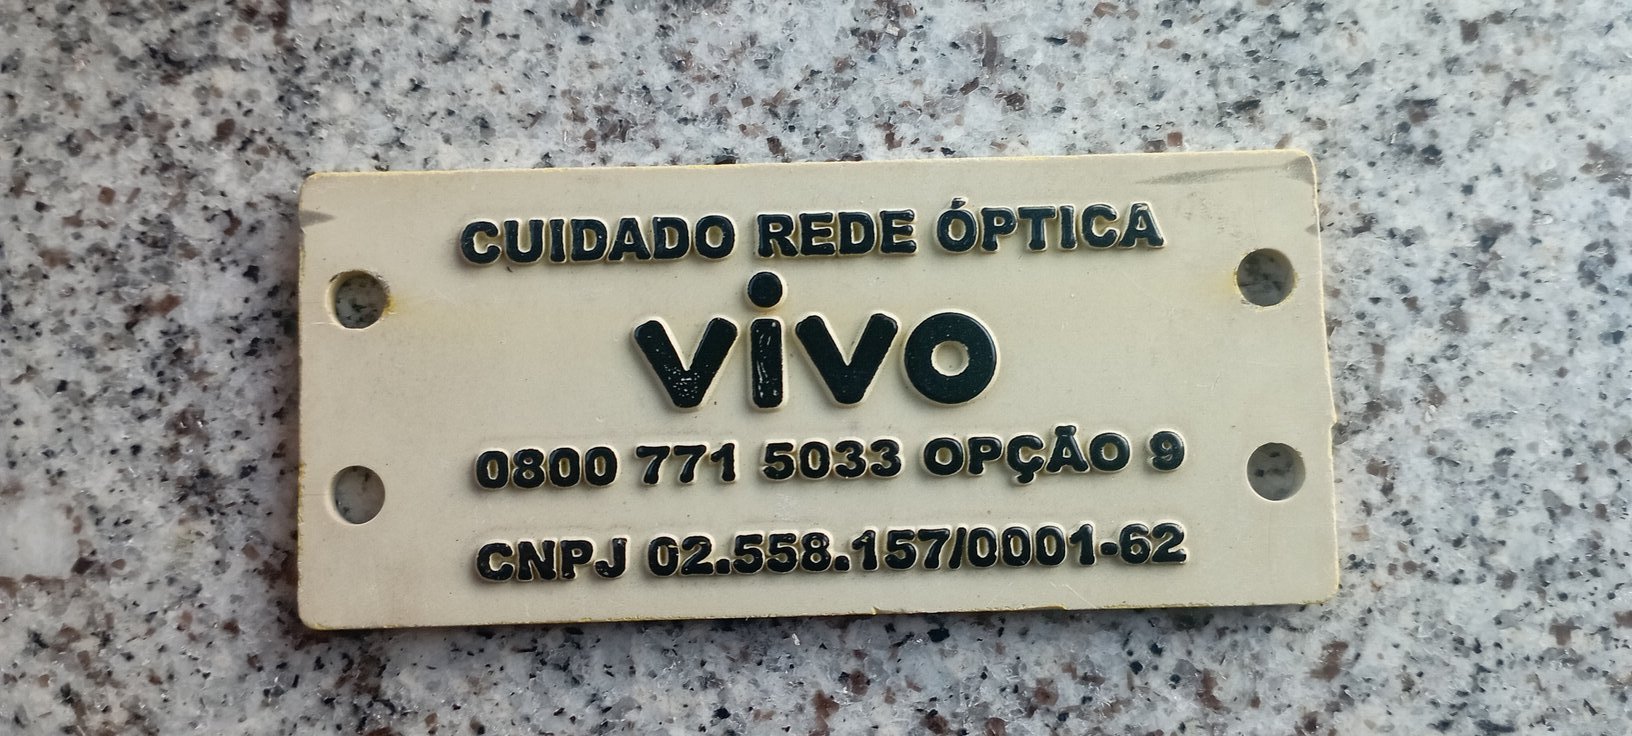 CUIDADO REDE ÓPTICA
vivo
0800 771 5033 OPÇÃO 9
CNPJ 02.558.157/0001-62